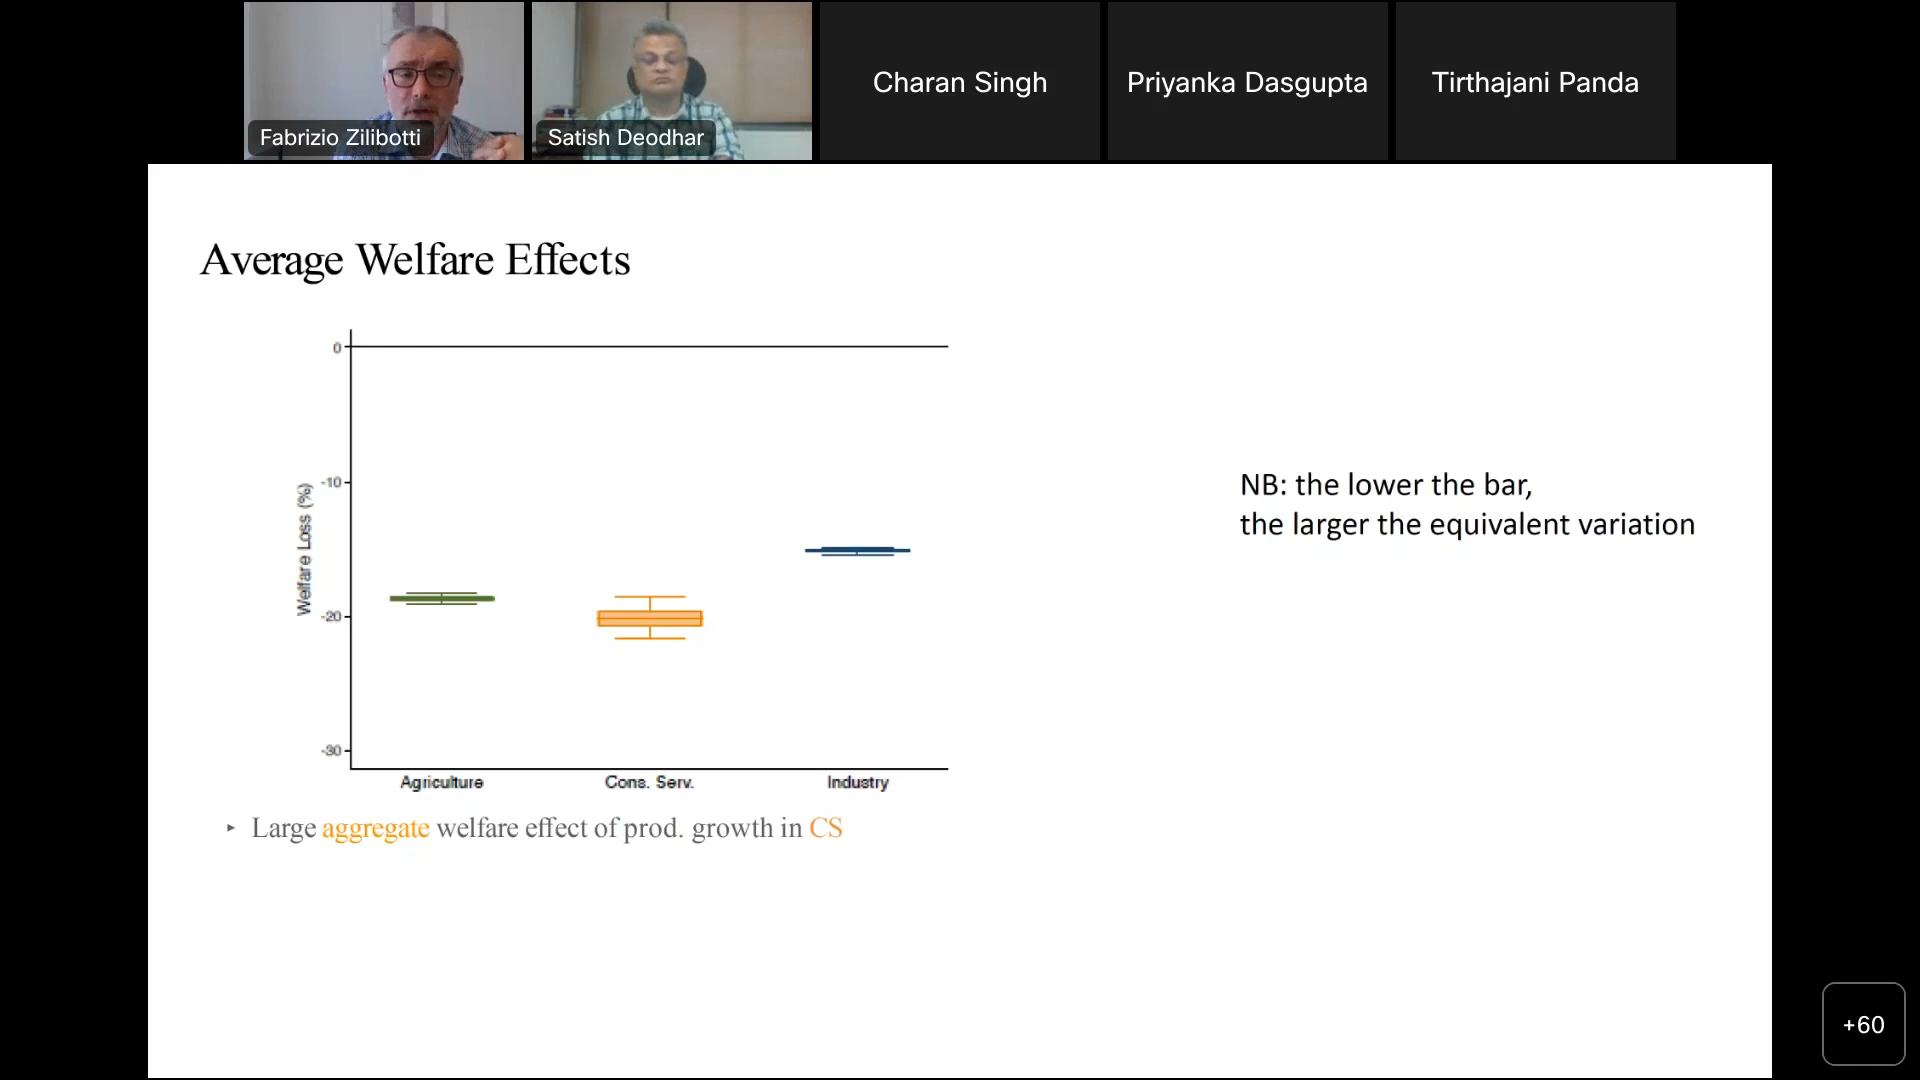 Fabrizio Zilibotti
Satish Deodhar
Charan Singh
Priyanka Dasgupta
Tirthajani Panda
Average Welfare Effects
0
-10
-20
-30
Welfare Loss (%)
Agriculture
Cons. Serv.
Industry
NB: the lower the bar,
the larger the equivalent variation
‣ Large aggregate welfare effect of prod. growth in CS
+60